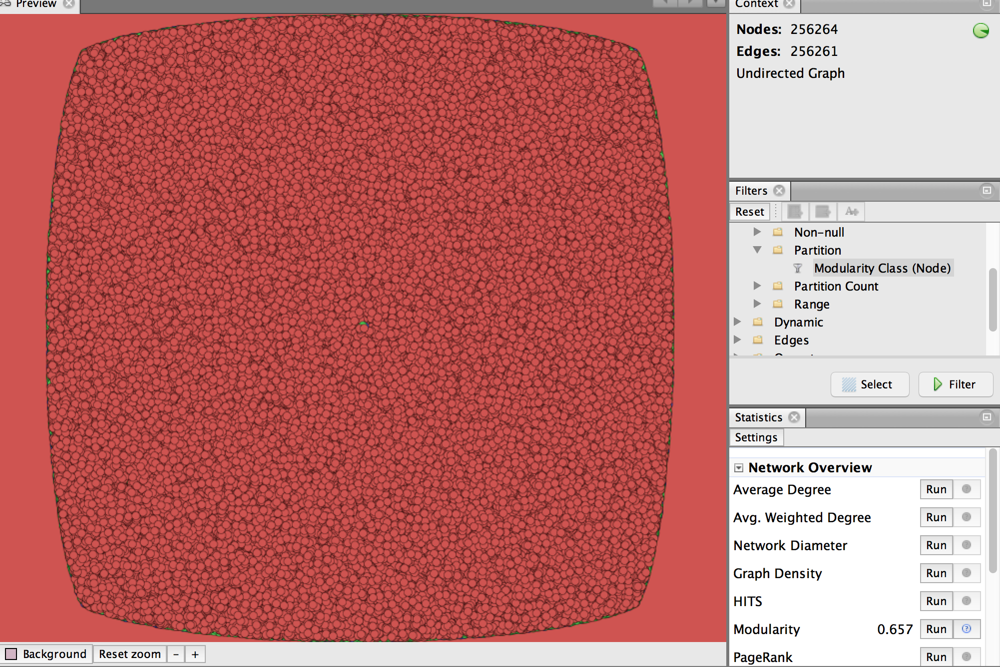 Preview
Context
Nodes: 256264
Edges: 256261
Undirected Graph
Filters
Reset
Non-null
Partition
Modularity Class (Node)
Partition Count
Range
Dynamic
Edges
Select
Filter
Statistics
Settings
Network Overview
Average Degree Run
Avg. Weighted Degree Run
Network Diameter Run
Graph Density Run
HITS Run
Modularity 0.657 Run
PageRank Run
Background Reset zoom - +